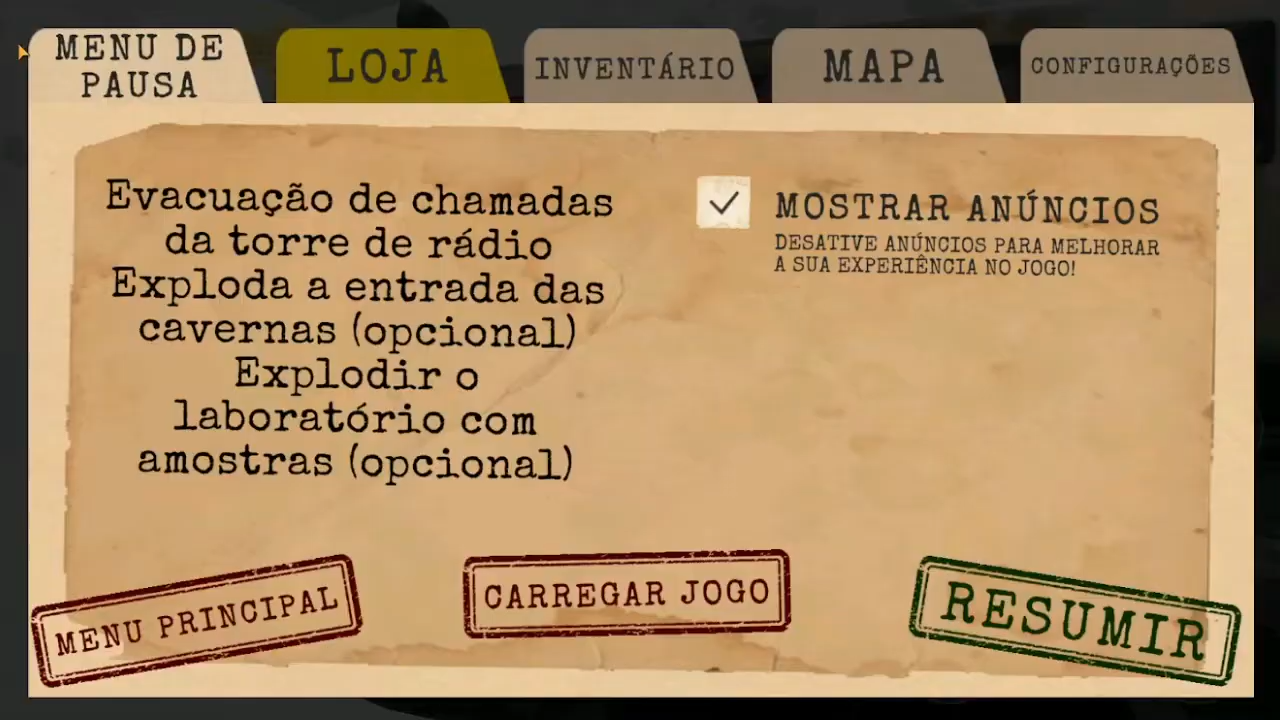 MENU DE
PAUSA
LOJA
INVENTÁRIO
MAPA
CONFIGURAÇÕES
Evacuação de chamadas
da torre de rádio
Exploda a entrada das
cavernas (opcional)
Explodir o
laboratório com
amostras (opcional)
MOSTRAR ANÚNCIOS
DESATIVE ANÚNCIOS PARA MELHORAR
A SUA EXPERIÊNCIA NO JOGO!
MENU PRINCIPAL
CARREGAR JOGO
RESUMIR